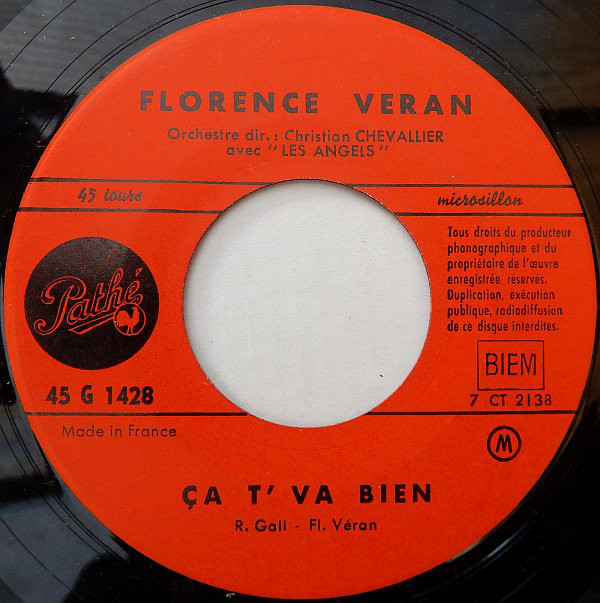 FLORENCE VERAN
Orchestre dir. : Christian CHEVALLIER
avec "LES ANGELS"
45 tours
microsillon
Tous droits du producteur
phonographique et du
propriétaire de l'œuvre
enregistrée réservés.
Duplication, exécution
publique, radiodiffusion
de ce disque interdites.
Pathé
BIEM
45 G 1428
7 CT 2138
Made in France
M
ÇA T' VA BIEN
R. Gall - Fl. Véran